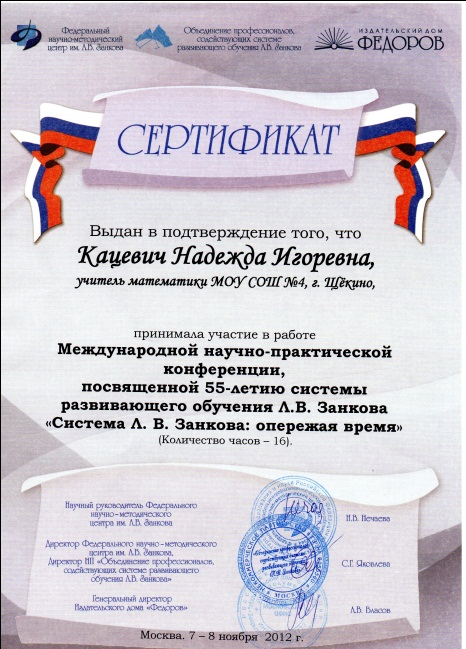 Федеральный
научно-методический
центр им. Л.В. Занкова
Объединение профессионалов,
содействующих системе
развивающего обучения Л.В. Занкова
ИЗДАТЕЛЬСКИЙ ДОМ
ФЕДОРОВ
СЕРТИФИКАТ
Выдан в подтверждение того, что
Кацевич Надежда Игоревна,
учитель математики МОУ СОШ №4, г. Щёкино,
принимала участие в работе
Международной научно-практической
конференции,
посвященной 55-летию системы
развивающего обучения Л.В. Занкова
«Система Л. В. Занкова: опережая время»
(Количество часов – 16).
Научный руководитель Федерального
научно-методического
центра им. Л.В. Занкова
Н.В. Нечаева
Директор Федерального научно-методического
центра им. Л.В. Занкова,
Директор НП «Объединение профессионалов,
содействующих системе развивающего
обучения Л.В. Занкова»
С.Г. Яковлева
Генеральный директор
Издательского дома «Федоров»
Л.В. Власов
Москва. 7 – 8 ноября 2012 г.